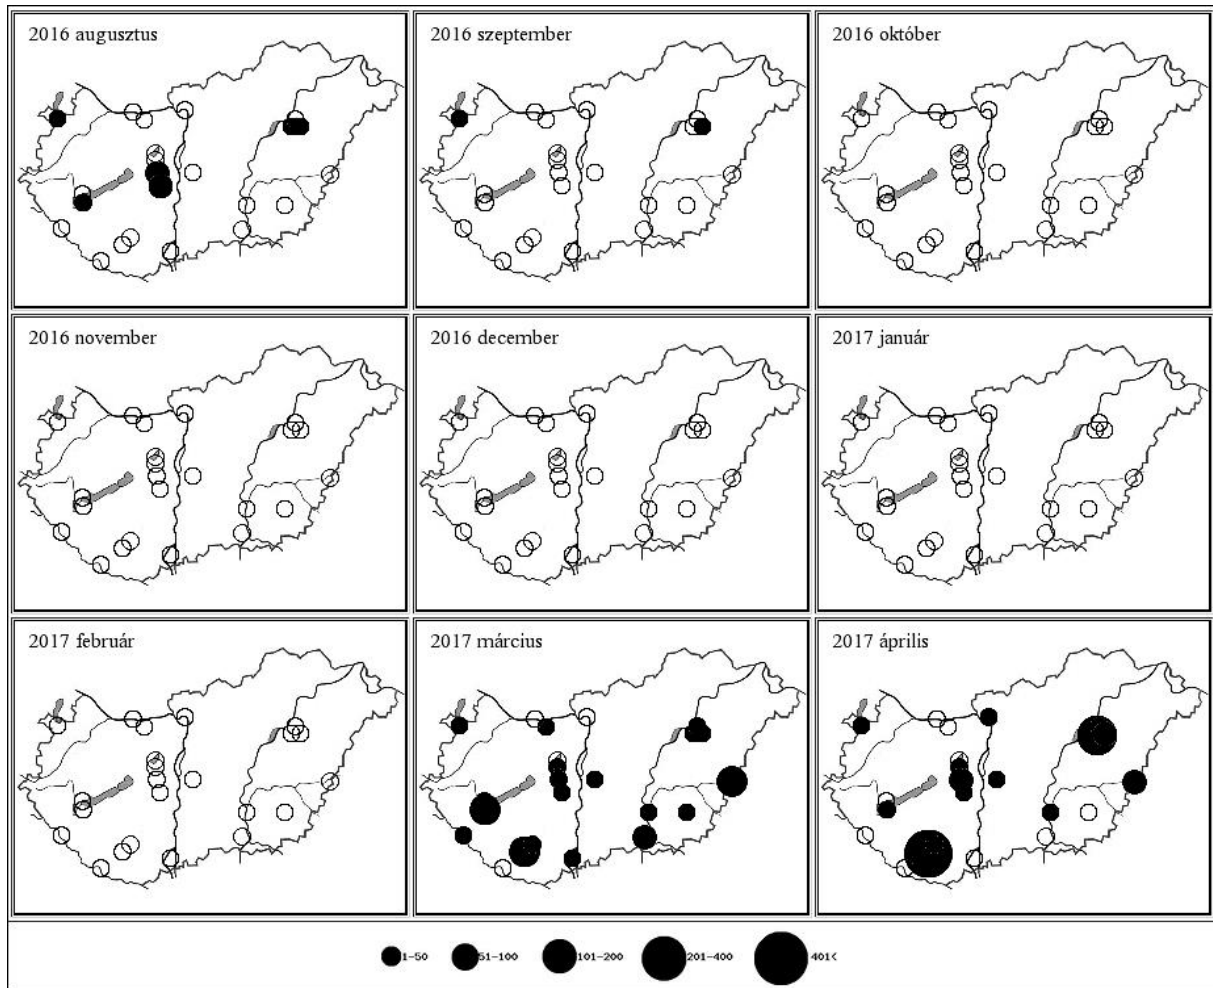 2016 augusztus
2016 szeptember
2016 október
2016 november
2016 december
2017 január
2017 február
2017 március
2017 április
1-50 51-100 101-200 201-400 401<